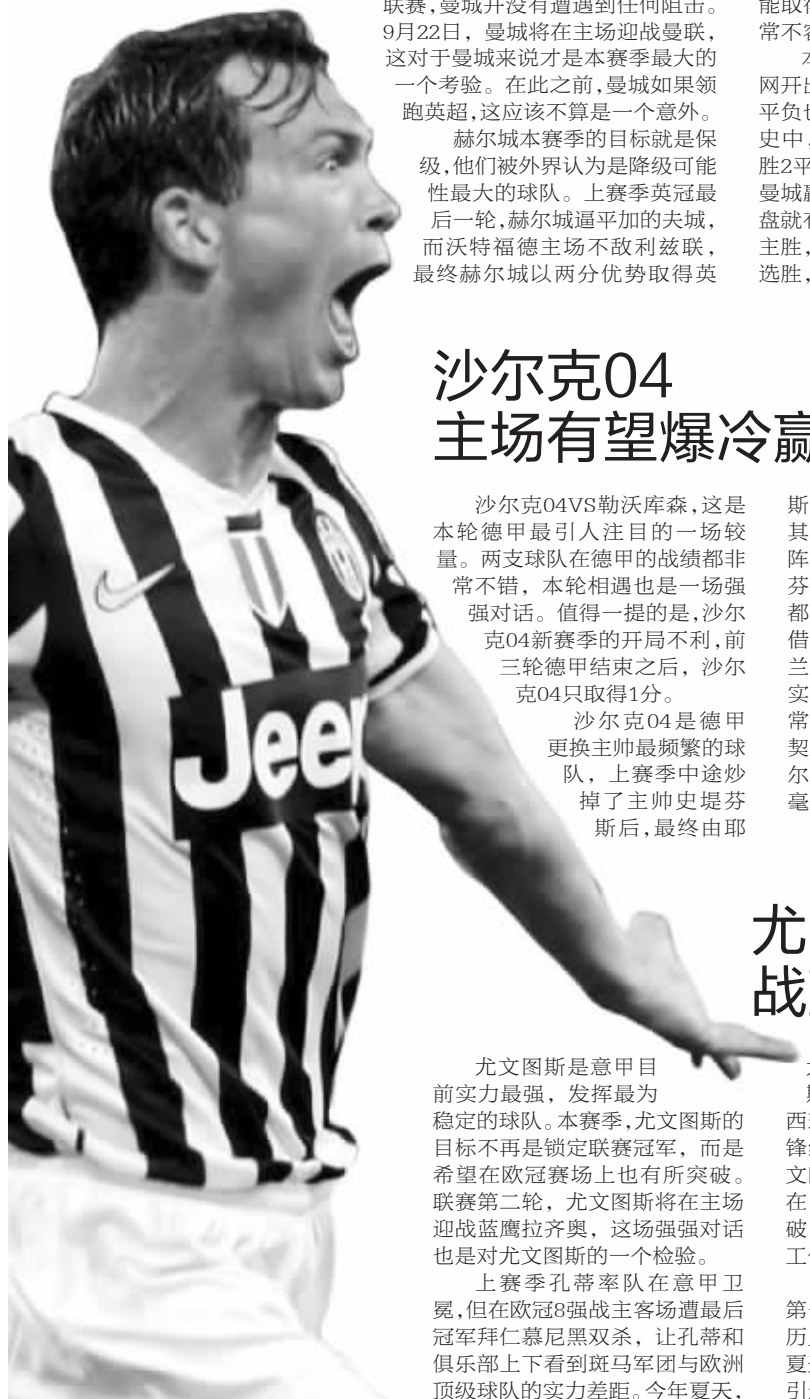 联赛，曼城并没有遭遇到任何阻击。
9月22日，曼城将在主场迎战曼联，
这对于曼城来说才是本赛季最大的
一个考验。在此之前，曼城如果领
跑英超，这应该不算是一个意外。
赫尔城本赛季的目标就是保
级，他们被外界认为是降级可能
性最大的球队。上赛季英冠最
后一轮，赫尔城逼平加的夫城，
而沃特福德主场不敌利兹联，
最终赫尔城以两分优势取得英
能取
常不
本
网开
平负
史中，
胜2平
曼城
盘就
主胜，
选胜，
沙尔克04
主场有望爆冷赢
沙尔克04VS勒沃库森，这是
本轮德甲最引人注目的一场较
量。两支球队在德甲的战绩都非
常不错，本轮相遇也是一场强
强对话。值得一提的是，沙尔
克04新赛季的开局不利，前
三轮德甲结束之后，沙尔
克04只取得1分。
沙尔克04是德甲
更换主帅最频繁的球
队，上赛季中途炒
掉了主帅史堤芬
斯后，最终由耶
斯
其
阵
芬
都
借
兰
实
常
契
尔
毫
尤
战
Jeep
尤文图斯是意甲目
前实力最强，发挥最为
稳定的球队。本赛季，尤文图斯的
目标不再是锁定联赛冠军，而是
希望在欧冠赛场上也有所突破。
联赛第二轮，尤文图斯将在主场
迎战蓝鹰拉齐奥，这场强强对话
也是对尤文图斯的一个检验。
上赛季孔蒂率队在意甲卫
冕，但在欧冠8强战主客场遭最后
冠军拜仁慕尼黑双杀，让孔蒂和
俱乐部上下看到斑马军团与欧洲
顶级球队的实力差距。今年夏天，
西
锋
文
在
破
工
第
历
夏
引